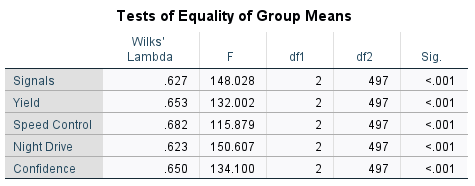 Tests of Equality of Group Means
Wilks' Lambda F df1 df2 Sig.
Signals .627 148.028 2 497 <.001
Yield .653 132.002 2 497 <.001
Speed Control .682 115.879 2 497 <.001
Night Drive .623 150.607 2 497 <.001
Confidence .650 134.100 2 497 <.001